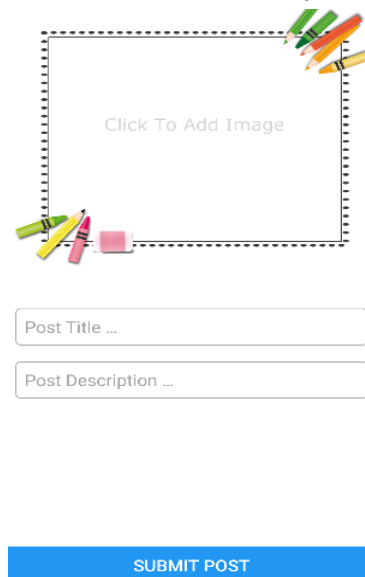 Click To Add Image
Post Title ...
Post Description ...
SUBMIT POST